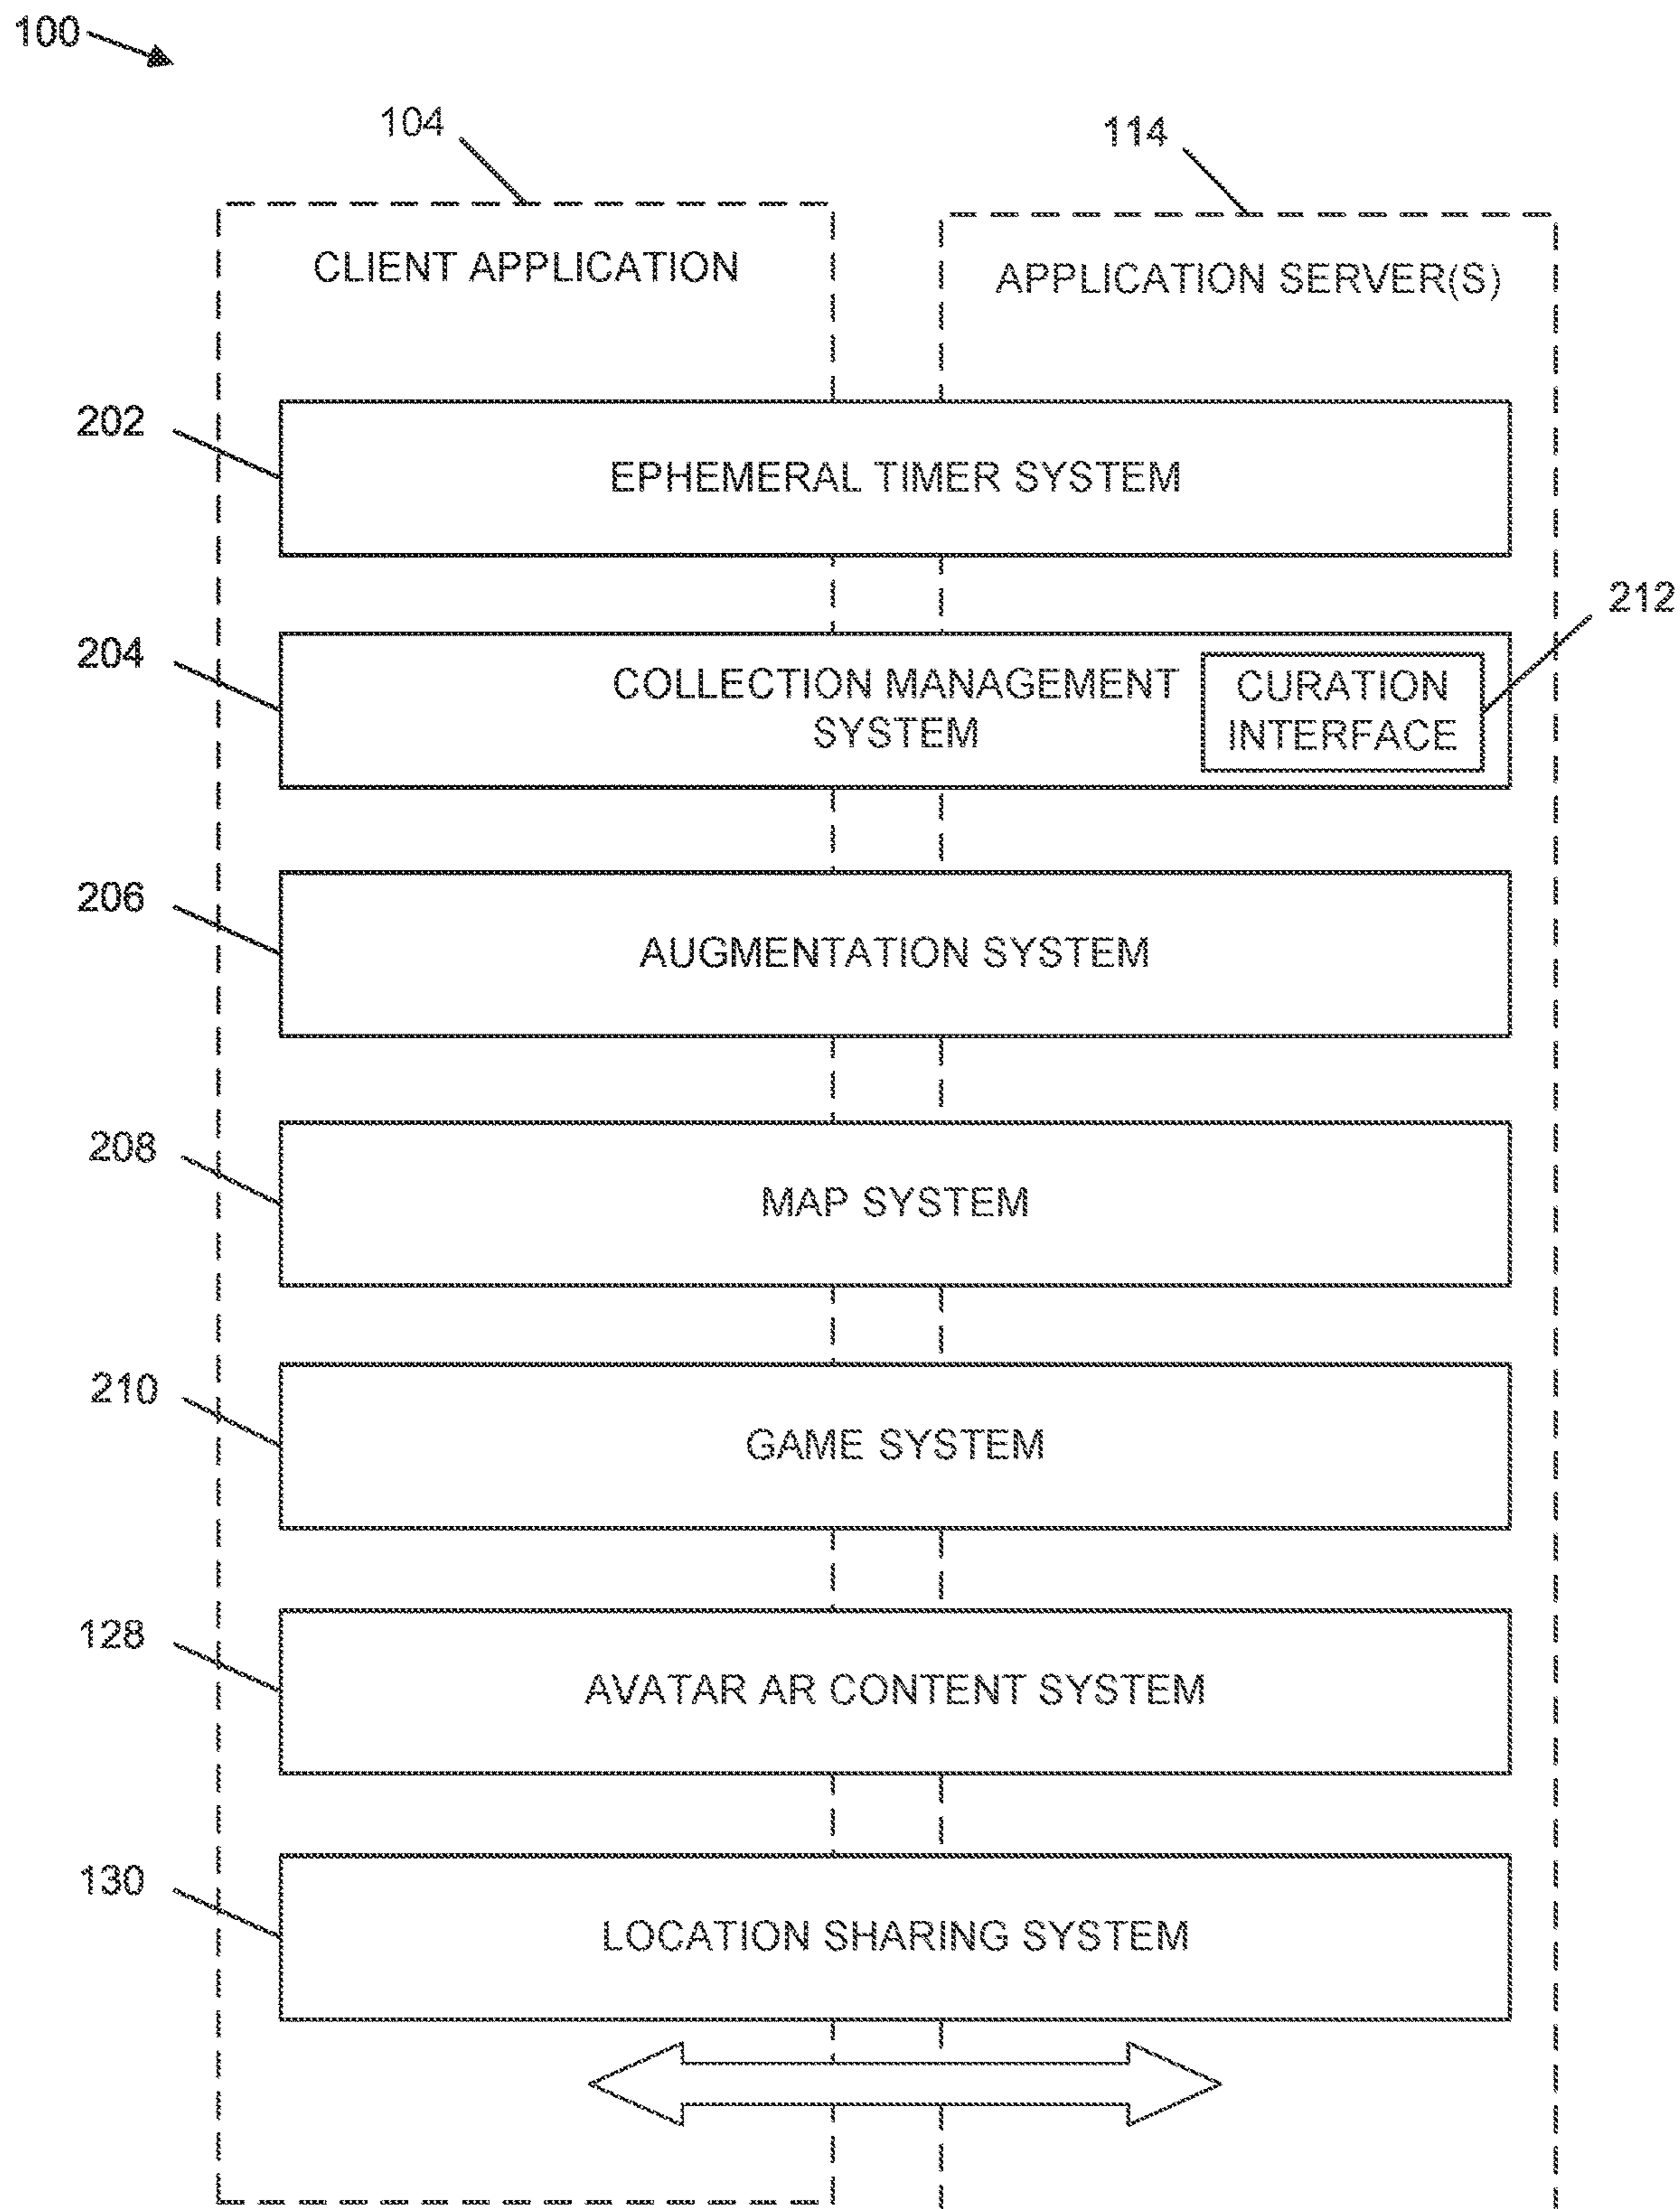 100
104
114
CLIENT APPLICATION
APPLICATION SERVER(S)
202
EPHEMERAL TIMER SYSTEM
212
204
COLLECTION MANAGEMENT
SYSTEM
CURATION
INTERFACE
206
AUGMENTATION SYSTEM
208
MAP SYSTEM
210
GAME SYSTEM
128
AVATAR AR CONTENT SYSTEM
130
LOCATION SHARING SYSTEM